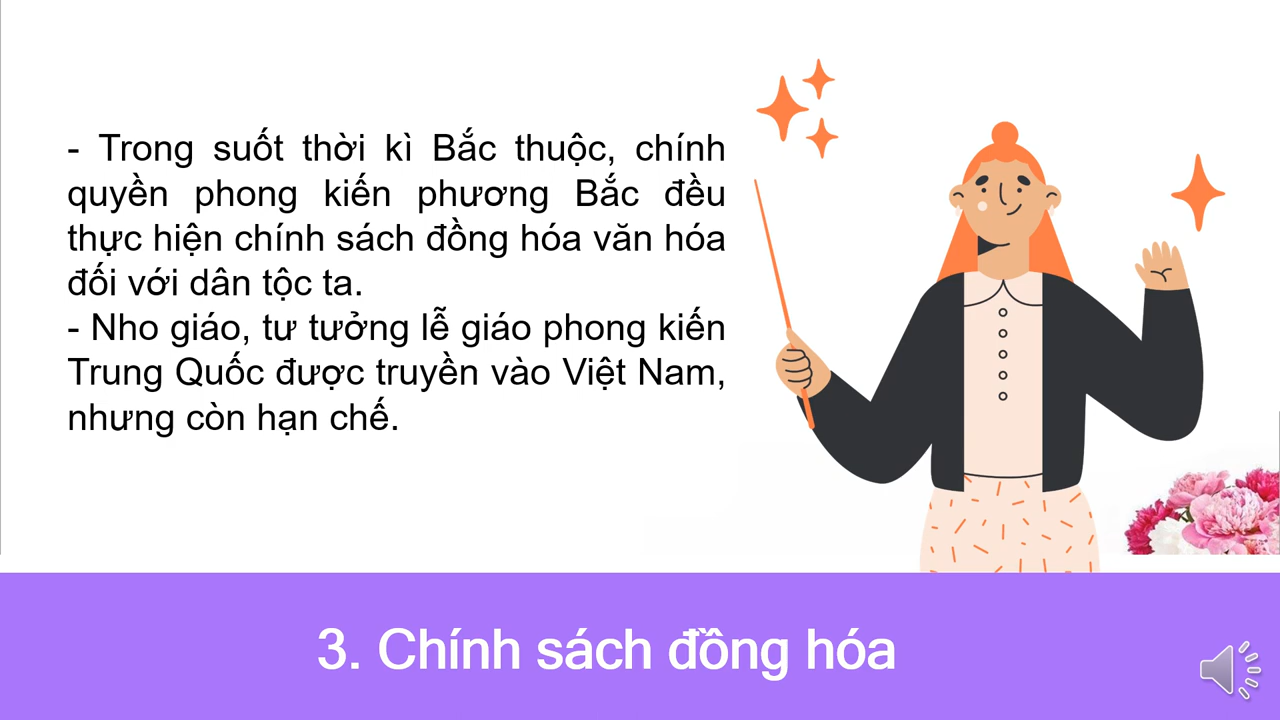 - Trong suốt thời kì Bắc thuộc, chính
quyền phong kiến phương Bắc đều
thực hiện chính sách đồng hóa văn hóa
đối với dân tộc ta.
- Nho giáo, tư tưởng lễ giáo phong kiến
Trung Quốc được truyền vào Việt Nam,
nhưng còn hạn chế.
3. Chính sách đồng hóa